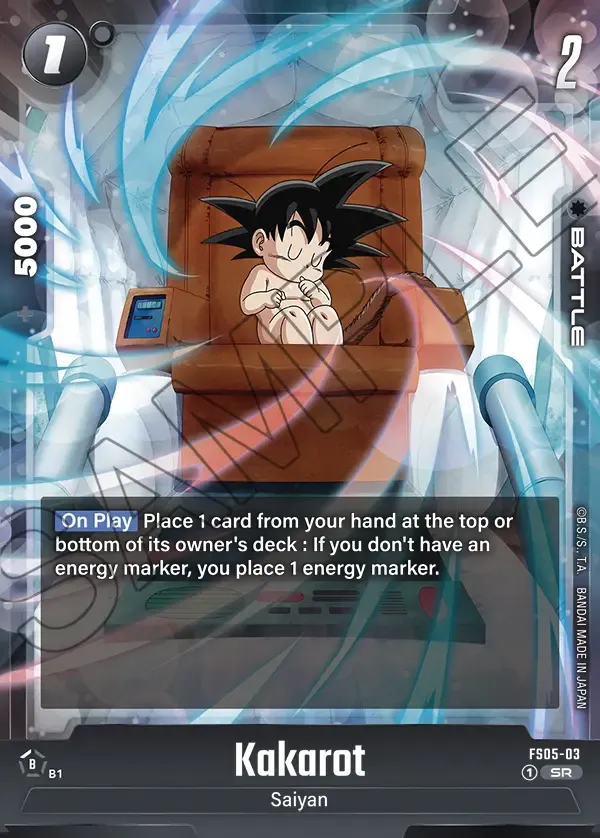 1
2
5000
BATTLE
SAMPLE
On Play Place 1 card from your hand at the top or
bottom of its owner's deck : If you don't have an
energy marker, you place 1 energy marker.
©B.S./S., T.A. BANDAI MADE IN JAPAN
B
B1
Kakarot
FS05-03
1 SR
Saiyan